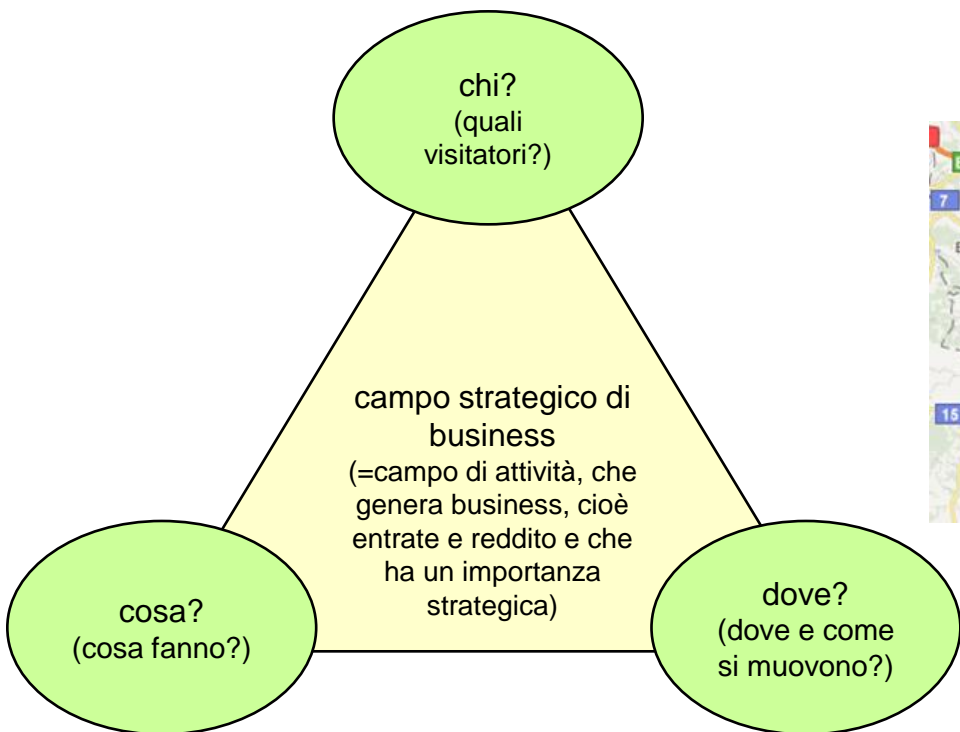 chi?
(quali
visitatori?)
7
campo strategico di
business
(=campo di attività, che
genera business, cioè
entrate e reddito e che
ha un importanza
strategica)
15
cosa?
(cosa fanno?)
dove?
(dove e come
si muovono?)